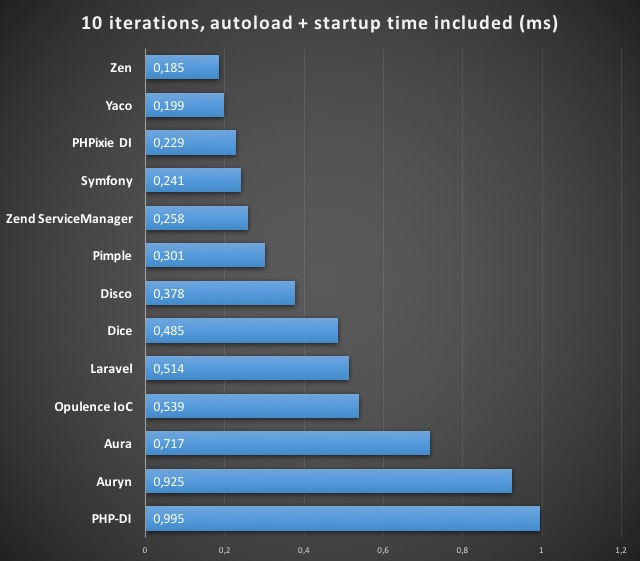 10 iterations, autoload + startup time included (ms)
Zen 0,185
Yaco 0,199
PHPixie DI 0,229
Symfony 0,241
Zend ServiceManager 0,258
Pimple 0,301
Disco 0,378
Dice 0,485
Laravel 0,514
Opulence IoC 0,539
Aura 0,717
Auryn 0,925
PHP-DI 0,995
0 0,2 0,4 0,6 0,8 1 1,2